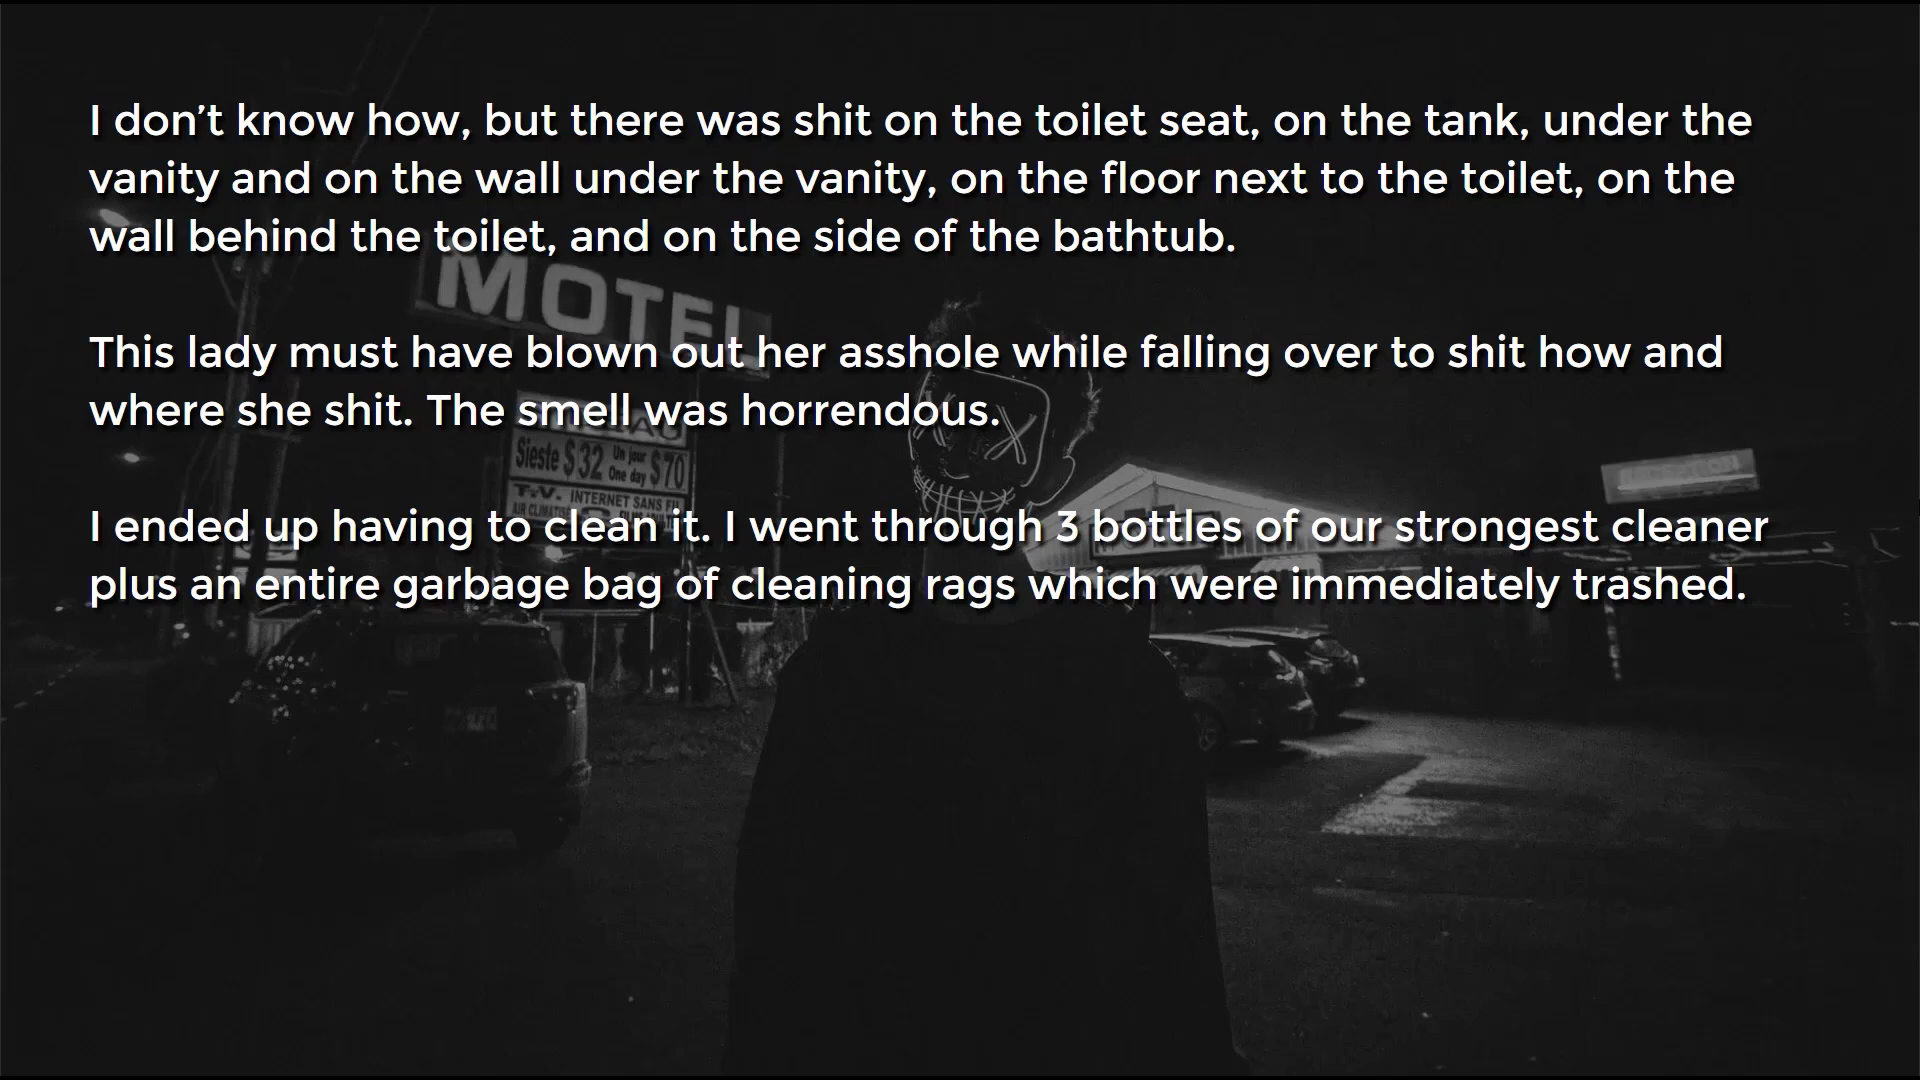 I don’t know how, but there was shit on the toilet seat, on the tank, under the
vanity and on the wall under the vanity, on the floor next to the toilet, on the
wall behind the toilet, and on the side of the bathtub.
MOTEL
This lady must have blown out her asshole while falling over to shit how and
where she shit. The smell was horrendous.
Sieste $32 Un jour One day $70
T.V. INTERNET SANS FIL
I ended up having to clean it. I went through 3 bottles of our strongest cleaner
plus an entire garbage bag of cleaning rags which were immediately trashed.